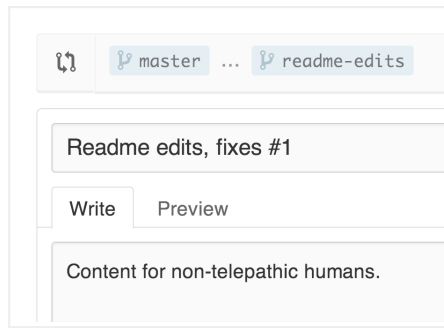 master ... readme-edits
Readme edits, fixes #1
Write Preview
Content for non-telepathic humans.